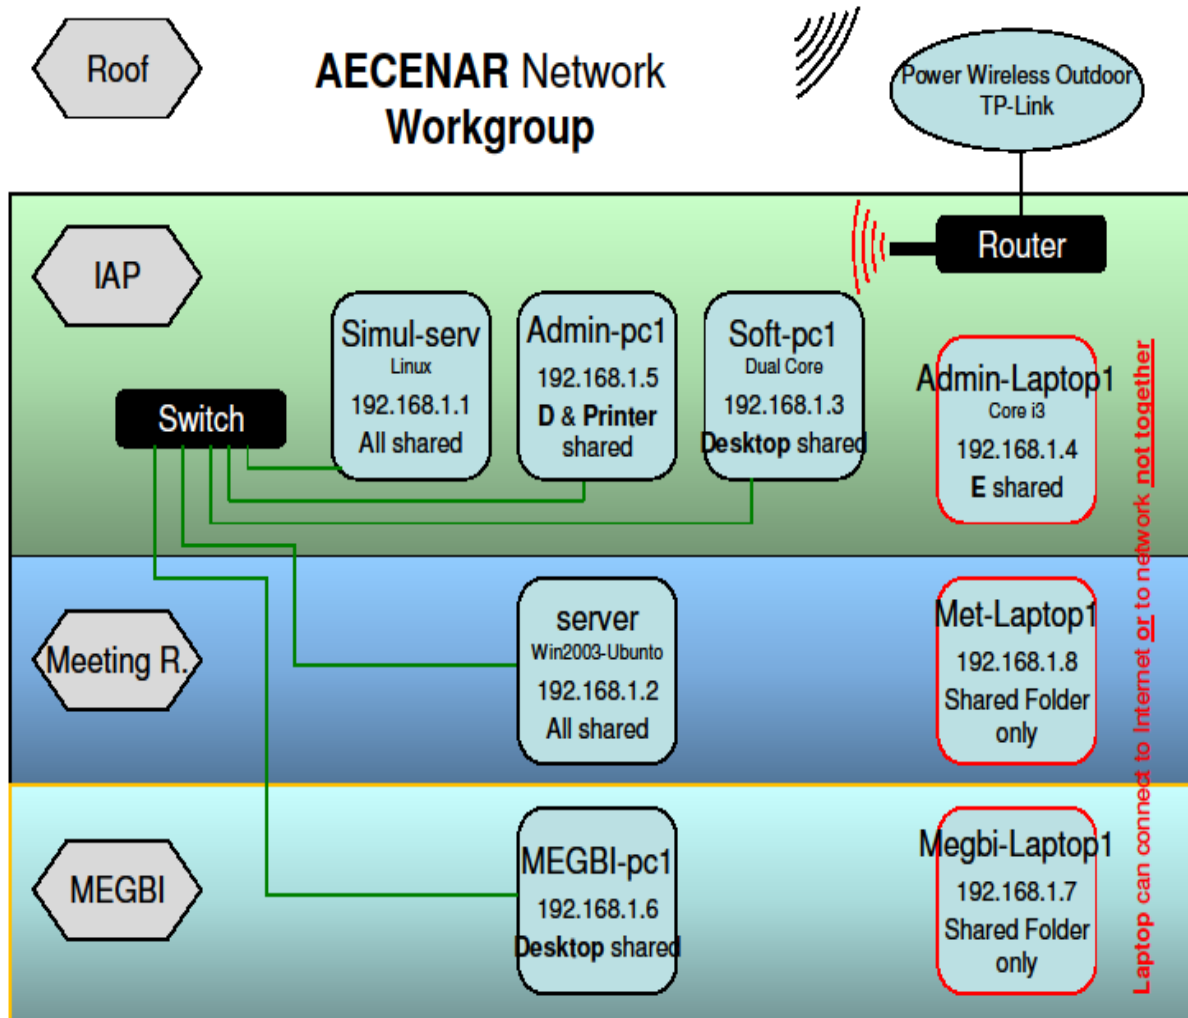 Roof
AECENAR Network
Workgroup
Power Wireless Outdoor
TP-Link
Router
IAP
Switch
Simul-serv
Linux
192.168.1.1
All shared
Admin-pc1
192.168.1.5
D & Printer
shared
Soft-pc1
Dual Core
192.168.1.3
Desktop shared
Admin-Laptop1
Core i3
192.168.1.4
E shared
Meeting R.
server
Win2003-Ubunto
192.168.1.2
All shared
Met-Laptop1
192.168.1.8
Shared Folder
only
MEGBI
MEGBI-pc1
192.168.1.6
Desktop shared
Megbi-Laptop1
192.168.1.7
Shared Folder
only
Laptop can connect to Internet or to network not together